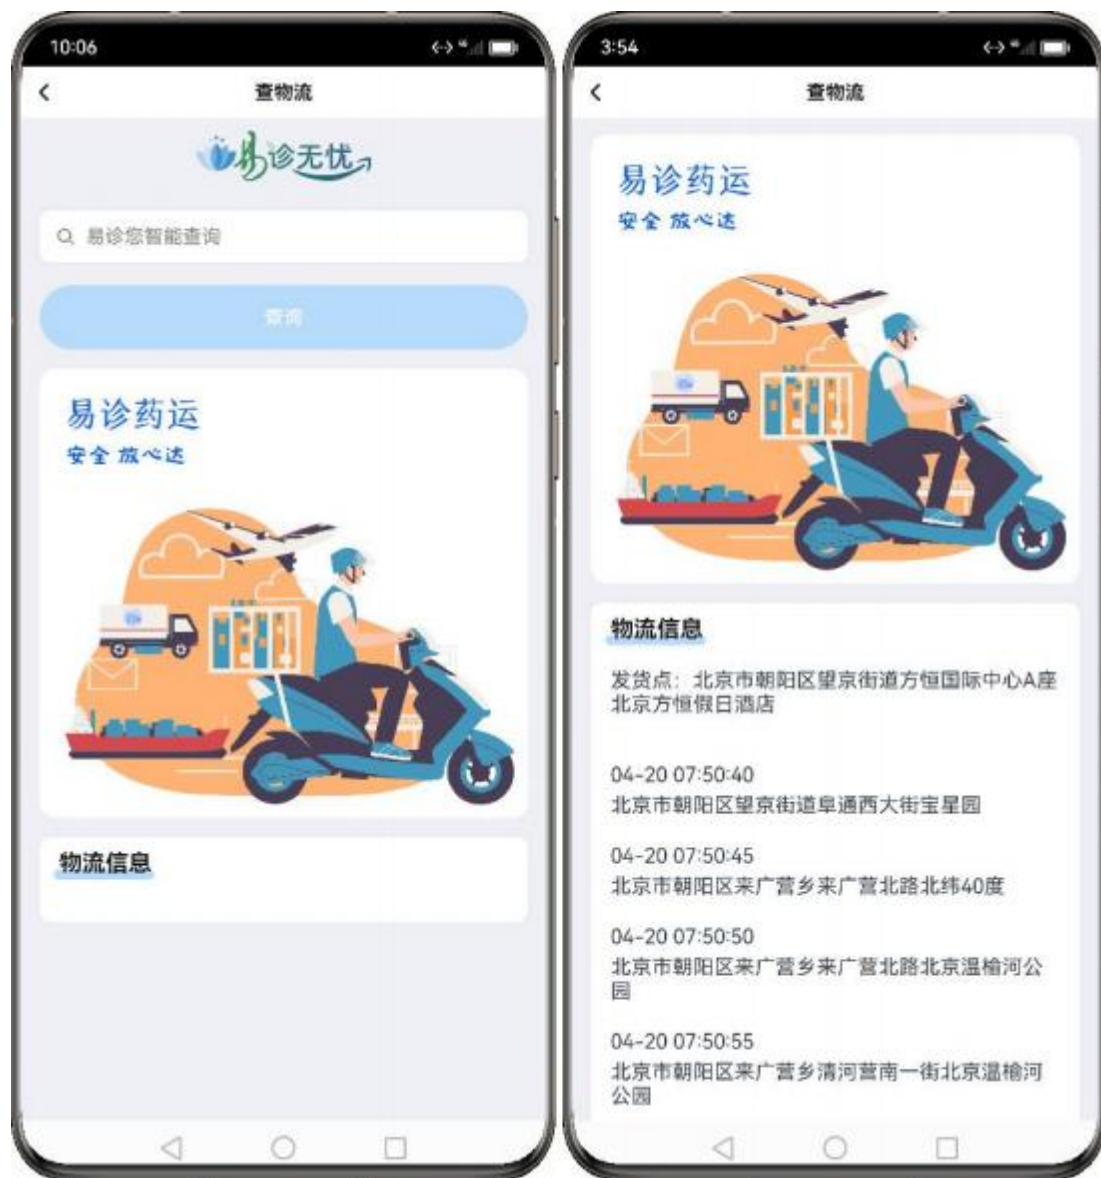 10:06
查物流
易诊无忧
易诊您智能查询
查询
易诊药运
安全 放心达
物流信息
3:54
查物流
易诊药运
安全 放心达
物流信息
发货点：北京市朝阳区望京街道方恒国际中心A座
北京方恒假日酒店
04-20 07:50:40
北京市朝阳区望京街道阜通西大街宝星园
04-20 07:50:45
北京市朝阳区来广营乡来广营北路北纬40度
04-20 07:50:50
北京市朝阳区来广营乡来广营北路北京温榆河公
园
04-20 07:50:55
北京市朝阳区来广营乡清河营南一街北京温榆河
公园